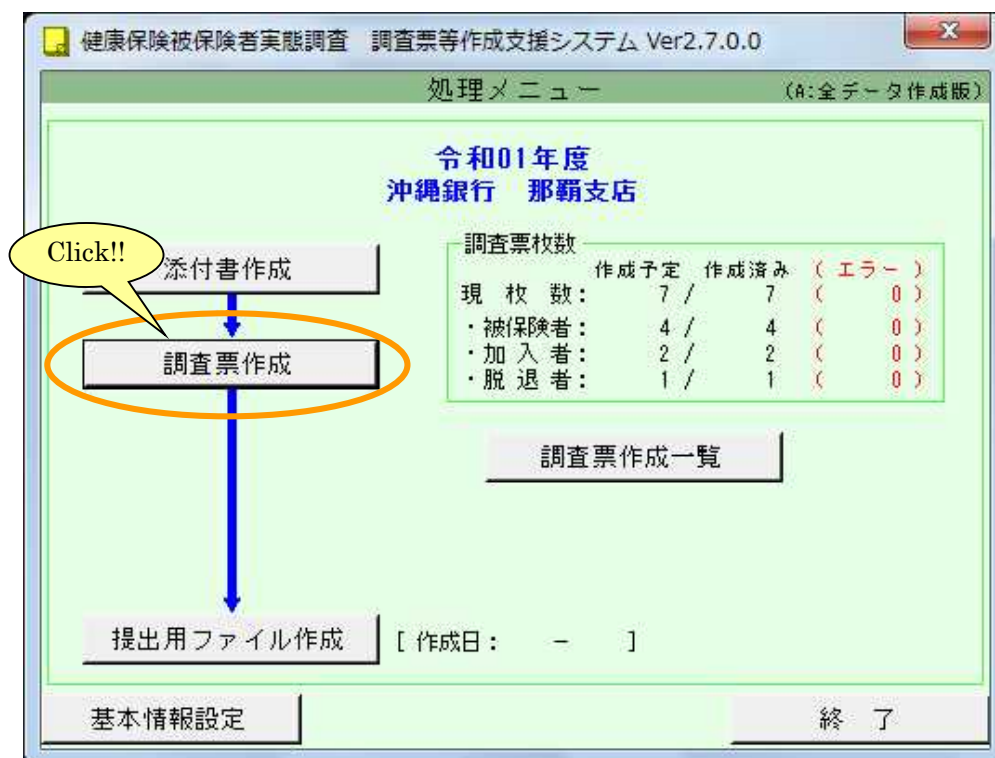 健康保険被保険者実態調査 調査票等作成支援システム Ver2.7.0.0
処理メニュー (A:全データ作成版)
令和01年度
沖縄銀行 那覇支店
Click!!
添付書作成
調査票枚数
作成予定 作成済み ( エラー )
現 枚 数: 7 / 7 ( 0 )
・被保険者: 4 / 4 ( 0 )
・加 入 者: 2 / 2 ( 0 )
・脱 退 者: 1 / 1 ( 0 )
調査票作成
調査票作成一覧
提出用ファイル作成 [ 作成日: − ]
基本情報設定
終 了